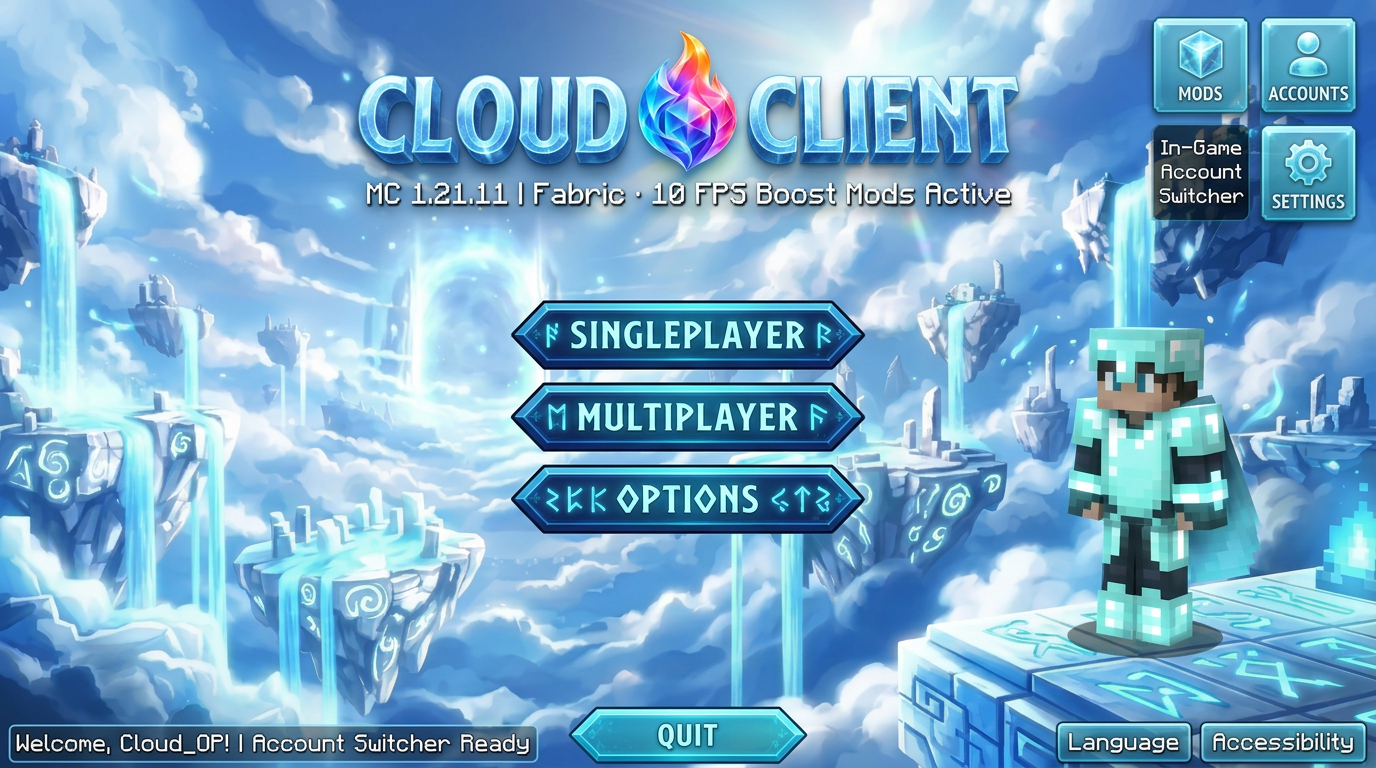 CLOUD CLIENT
MC 1.21.11 | Fabric · 10 FPS Boost Mods Active
MODS
ACCOUNTS
In-Game
Account
Switcher
SETTINGS
SINGLEPLAYER
MULTIPLAYER
OPTIONS
QUIT
Welcome, Cloud_OP! | Account Switcher Ready
Language
Accessibility